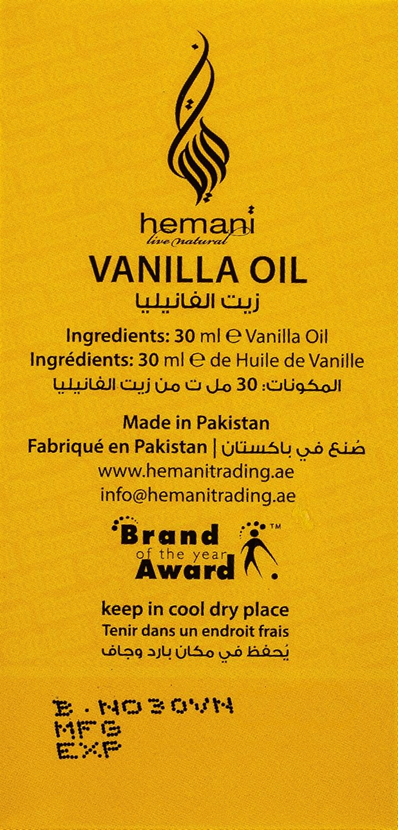 hemani
live natural
VANILLA OIL
زيت الفانيليا
Ingredients: 30 ml ℮ Vanilla Oil
Ingrédients: 30 ml ℮ de Huile de Vanille
المكونات: 30 مل ت من زيت الفانيليا
Made in Pakistan
Fabriqué en Pakistan | صُنع في باكستان
www.hemanitrading.ae
info@hemanitrading.ae
Brand ™
of the year
Award
keep in cool dry place
Tenir dans un endroit frais
يُحفظ في مكان بارد وجاف
B.NO30VN
MFG
EXP